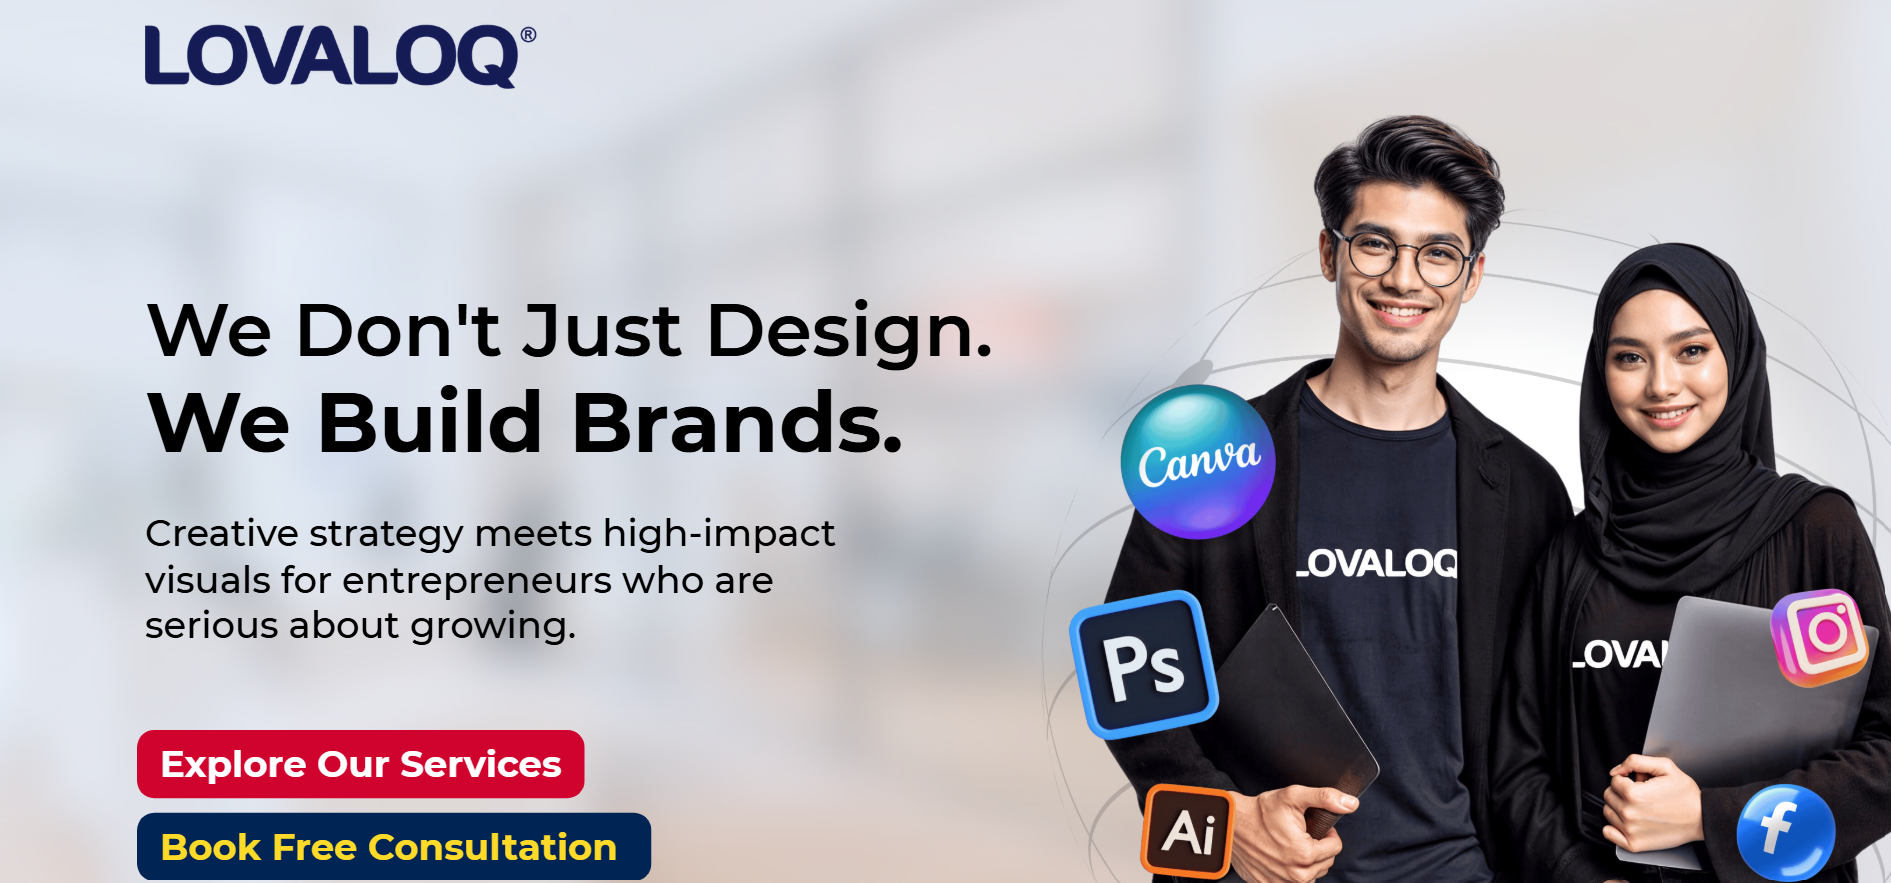 LOVALOQ®
We Don't Just Design.
We Build Brands.
Creative strategy meets high-impact
visuals for entrepreneurs who are
serious about growing.
Explore Our Services
Book Free Consultation
Canva
LOVALOQ
Ps
LOVAL
Ai
f